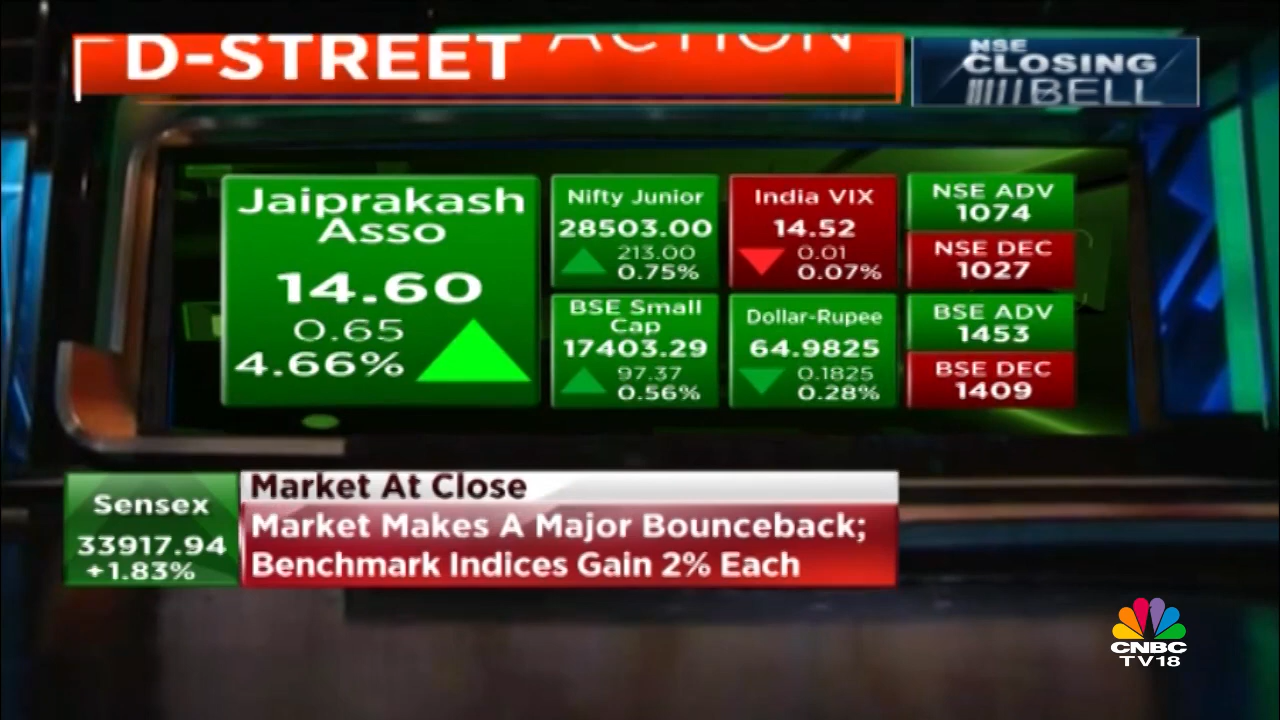 D-STREET ACTION
NSE
CLOSING
BELL
Jaiprakash
Asso
14.60
0.65
4.66%
Nifty Junior
28503.00
213.00
0.75%
India VIX
14.52
0.01
0.07%
NSE ADV
1074
NSE DEC
1027
BSE Small
Cap
17403.29
97.37
0.56%
Dollar-Rupee
64.9825
0.1825
0.28%
BSE ADV
1453
BSE DEC
1409
Sensex
33917.94
+1.83%
Market At Close
Market Makes A Major Bounceback;
Benchmark Indices Gain 2% Each
CNBC
TV18